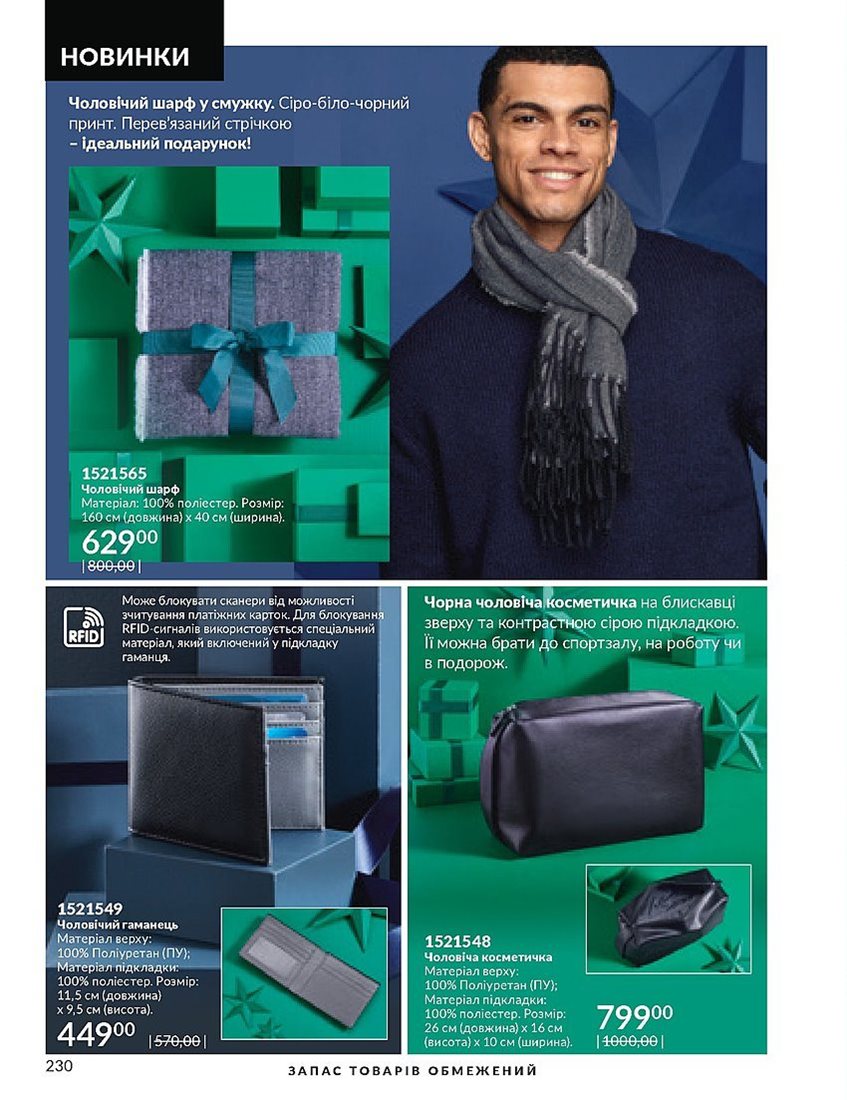 НОВИНКИ
Чоловічий шарф у смужку. Сіро-біло-чорний
принт. Перев'язаний стрічкою
– ідеальний подарунок!
1521565
Чоловічий шарф
Матеріал: 100% поліестер. Розмір:
160 см (довжина) х 40 см (ширина).
62900
|800,00|
RFID
Може блокувати сканери від можливості
зчитування платіжних карток. Для блокування
RFID-сигналів використовується спеціальний
матеріал, який включений у підкладку
гаманця.
1521549
Чоловічий гаманець
Матеріал верху:
100% Поліуретан (ПУ);
Матеріал підкладки:
100% поліестер. Розмір:
11,5 см (довжина)
х 9,5 см (висота).
44900
|570,00|
Чорна чоловіча косметичка на блискавці
зверху та контрастною сірою підкладкою.
Її можна брати до спортзалу, на роботу чи
в подорож.
1521548
Чоловіча косметичка
Матеріал верху:
100% Поліуретан (ПУ);
Матеріал підкладки:
100% поліестер. Розмір:
26 см (довжина) х 16 см
(висота) х 10 см (ширина).
79900
|1000,00|
230
ЗАПАС ТОВАРІВ ОБМЕЖЕНИЙ